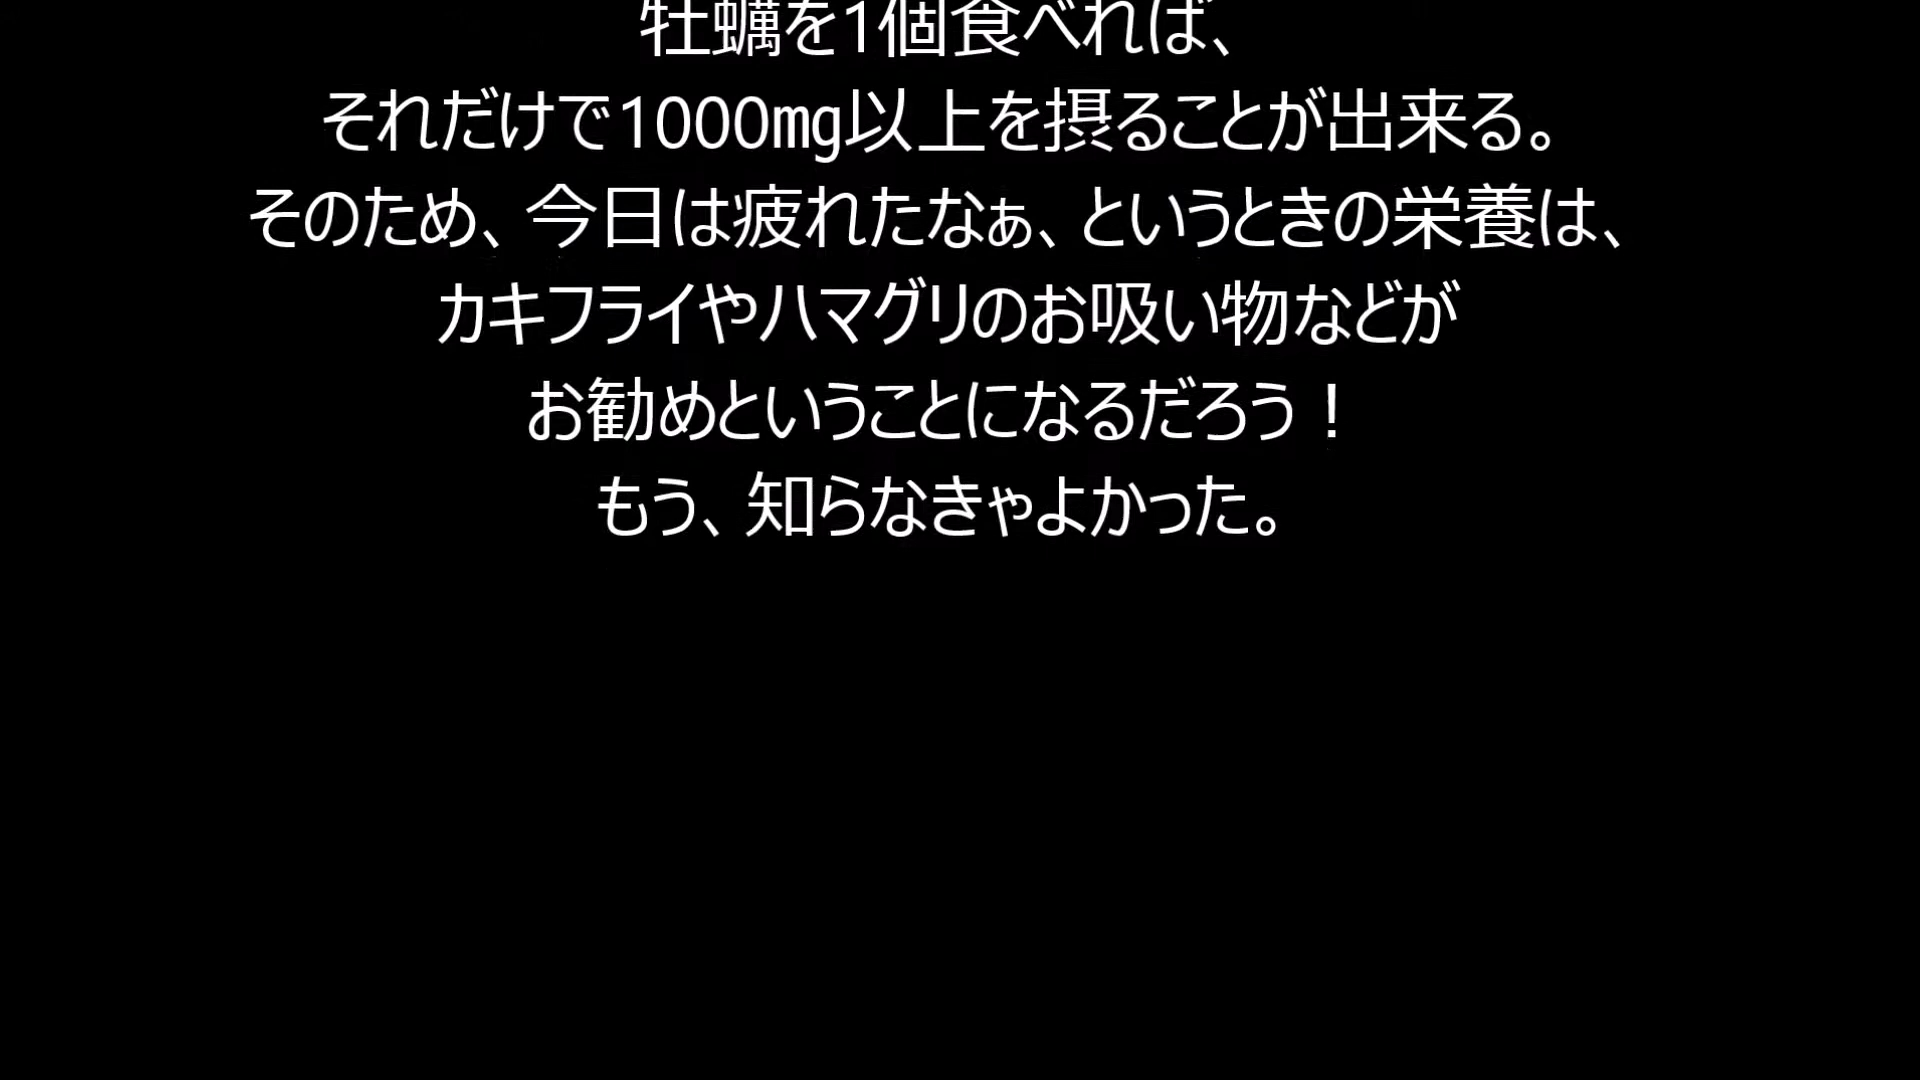 牡蠣を1個食べれば、
それだけで1000㎎以上を摂ることが出来る。
そのため、今日は疲れたなぁ、というときの栄養は、
カキフライやハマグリのお吸い物などが
お勧めということになるだろう！
もう、知らなきゃよかった。